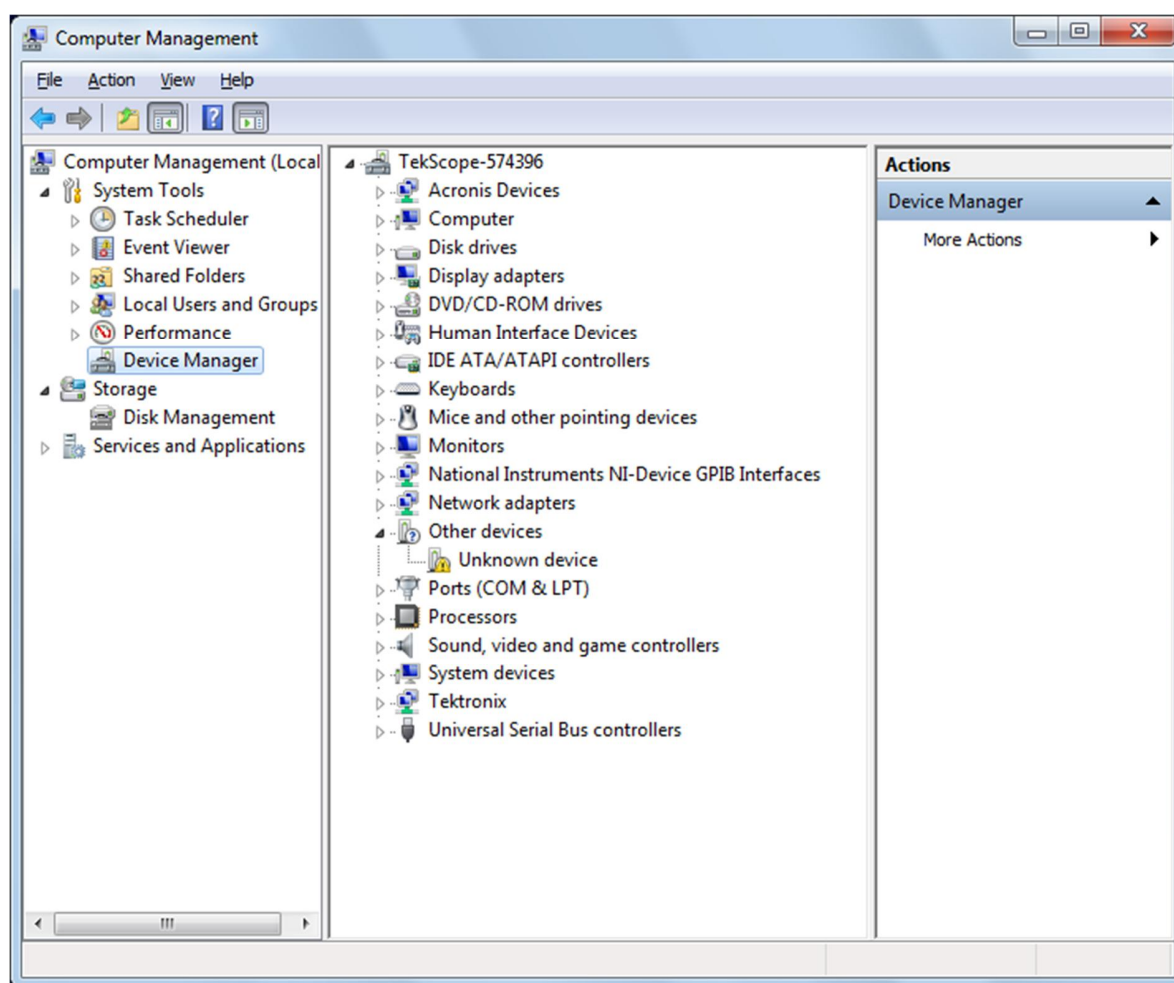 Computer Management
File Action View Help
Computer Management (Local
System Tools
Task Scheduler
Event Viewer
Shared Folders
Local Users and Groups
Performance
Device Manager
Storage
Disk Management
Services and Applications
TekScope-574396
Acronis Devices
Computer
Disk drives
Display adapters
DVD/CD-ROM drives
Human Interface Devices
IDE ATA/ATAPI controllers
Keyboards
Mice and other pointing devices
Monitors
National Instruments NI-Device GPIB Interfaces
Network adapters
Other devices
Unknown device
Ports (COM & LPT)
Processors
Sound, video and game controllers
System devices
Tektronix
Universal Serial Bus controllers
Actions
Device Manager
More Actions